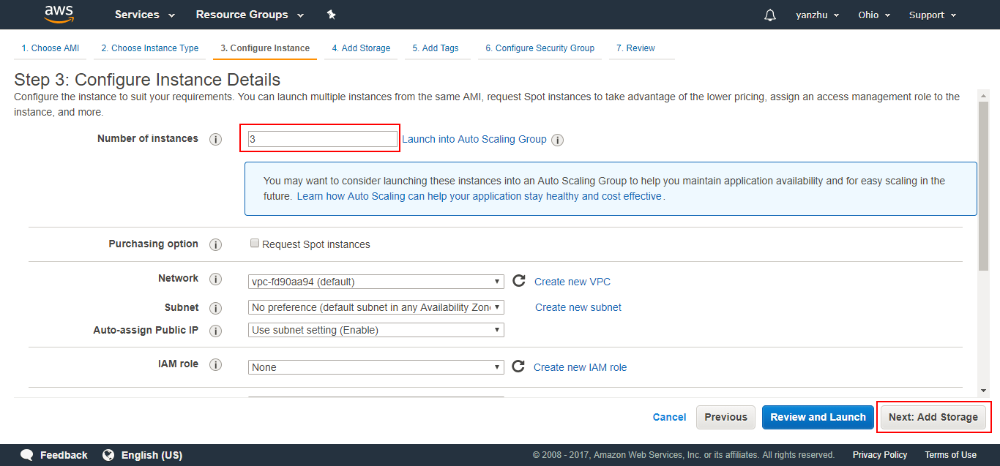 aws Services Resource Groups yanzhu Ohio Support
1. Choose AMI 2. Choose Instance Type 3. Configure Instance 4. Add Storage 5. Add Tags 6. Configure Security Group 7. Review
Step 3: Configure Instance Details
Configure the instance to suit your requirements. You can launch multiple instances from the same AMI, request Spot instances to take advantage of the lower pricing, assign an access management role to the
instance, and more.
Number of instances i 3 Launch into Auto Scaling Group i
You may want to consider launching these instances into an Auto Scaling Group to help you maintain application availability and for easy scaling in the
future. Learn how Auto Scaling can help your application stay healthy and cost effective.
Purchasing option i Request Spot instances
Network i vpc-fd90aa94 (default) Create new VPC
Subnet i No preference (default subnet in any Availability Zon Create new subnet
Auto-assign Public IP i Use subnet setting (Enable)
IAM role i None Create new IAM role
Cancel Previous Review and Launch Next: Add Storage
Feedback English (US) © 2008 - 2017, Amazon Web Services, Inc. or its affiliates. All rights reserved. Privacy Policy Terms of Use